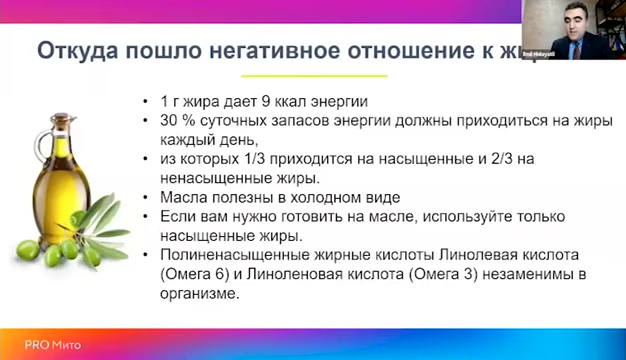 Откуда пошло негативное отношение к
• 1 г жира дает 9 ккал энергии
• 30 % суточных запасов энергии должны приходиться на жиры
каждый день,
• из которых 1/3 приходится на насыщенные и 2/3 на
ненасыщенные жиры.
• Масла полезны в холодном виде
• Если вам нужно готовить на масле, используйте только
насыщенные жиры.
• Полиненасыщенные жирные кислоты Линолевая кислота
(Омега 6) и Линоленовая кислота (Омега 3) незаменимы в
организме.
PRO Мито